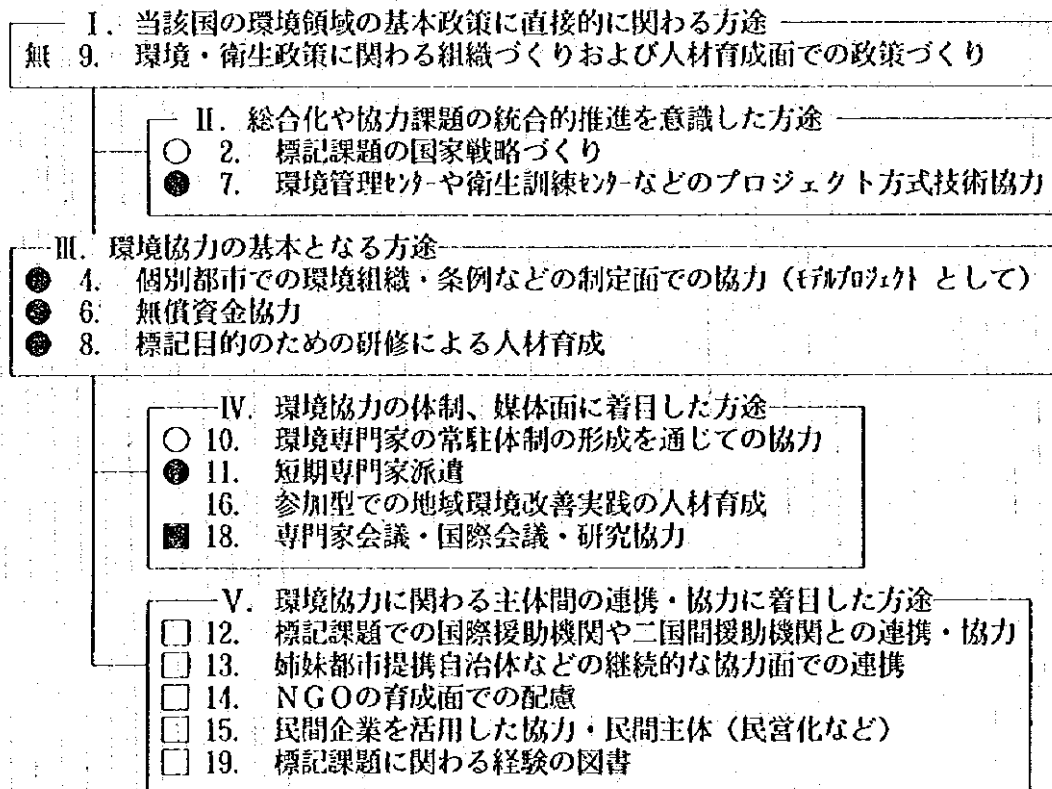 Ⅰ. 当該国の環境領域の基本政策に直接的に関わる方途
無 9. 環境・衛生政策に関わる組織づくりおよび人材育成面での政策づくり
Ⅱ. 総合化や協力課題の統合的推進を意識した方途
○ 2. 標記課題の国家戦略づくり
● 7. 環境管理センターや衛生訓練センターなどのプロジェクト方式技術協力
Ⅲ. 環境協力の基本となる方途
● 4. 個別都市での環境組織・条例などの制定面での協力（モデルプロジェクト として）
● 6. 無償資金協力
● 8. 標記目的のための研修による人材育成
Ⅳ. 環境協力の体制、媒体面に着目した方途
○ 10. 環境専門家の常駐体制の形成を通じての協力
● 11. 短期専門家派遣
16. 参加型での地域環境改善実践の人材育成
■ 18. 専門家会議・国際会議・研究協力
Ⅴ. 環境協力に関わる主体間の連携・協力に着目した方途
□ 12. 標記課題での国際援助機関や二国間援助機関との連携・協力
□ 13. 姉妹都市提携自治体などの継続的な協力面での連携
□ 14. ＮＧＯの育成面での配慮
□ 15. 民間企業を活用した協力・民間主体（民営化など）
□ 19. 標記課題に関わる経験の図書